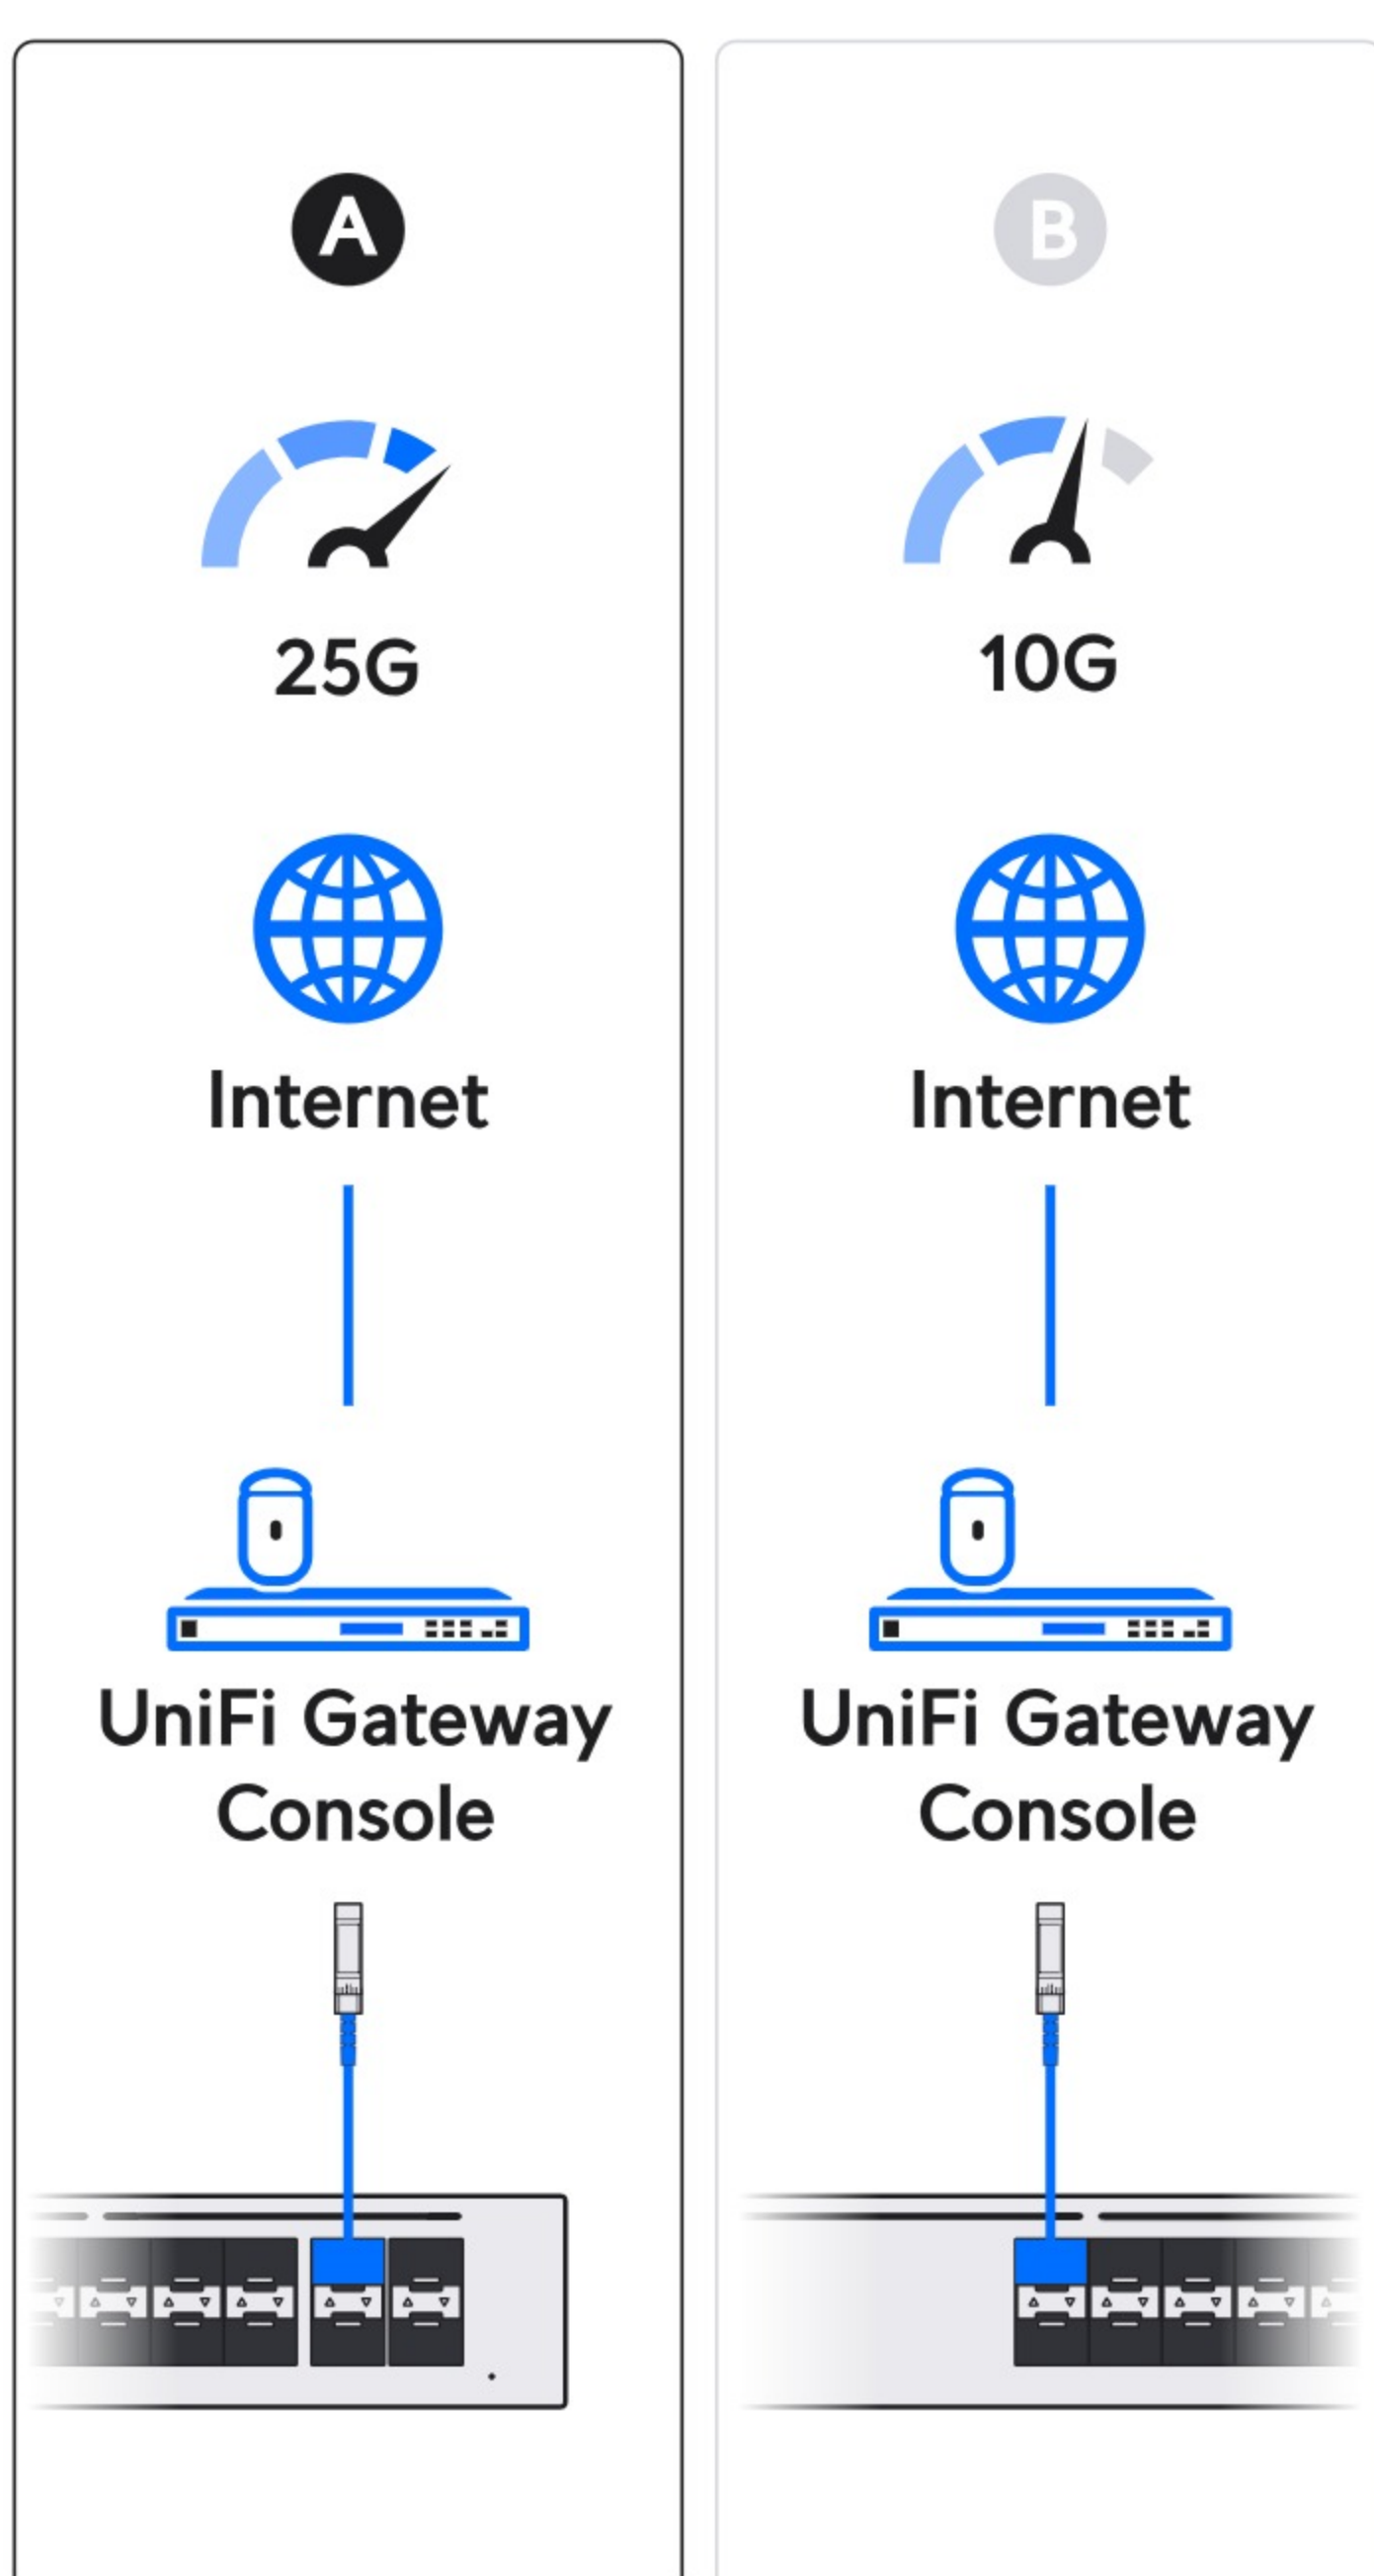 A
25G
Internet
UniFi Gateway
Console
B
10G
Internet
UniFi Gateway
Console